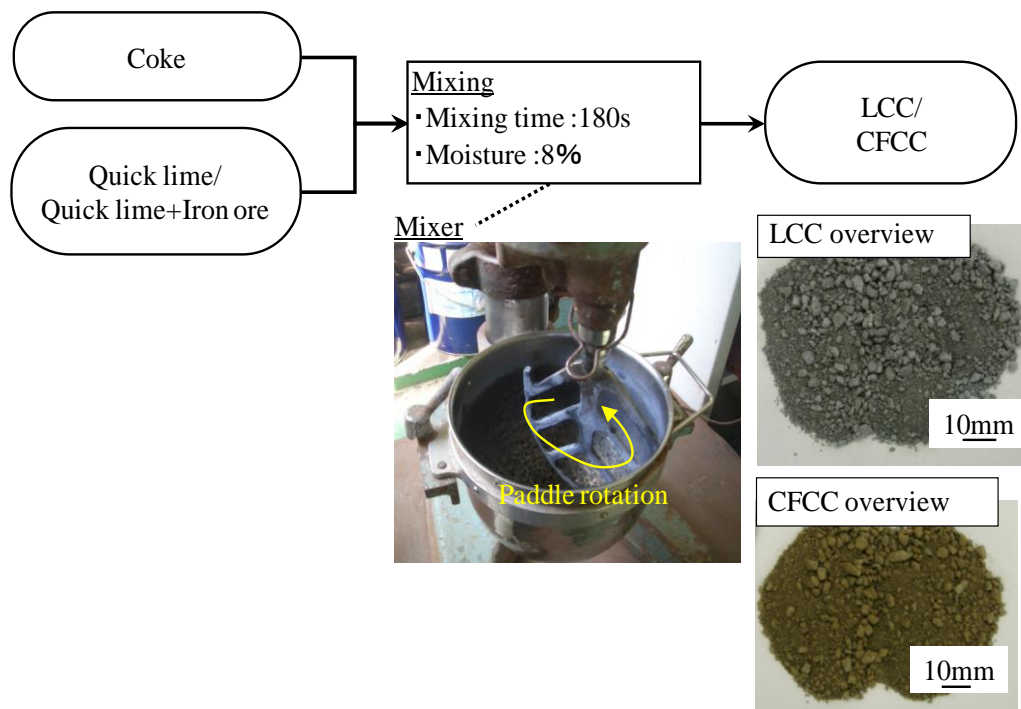 Coke
Quick lime/
Quick lime+Iron ore
Mixing
・Mixing time :180s
・Moisture :8%
LCC/
CFCC
Mixer
Paddle rotation
LCC overview
10mm
CFCC overview
10mm